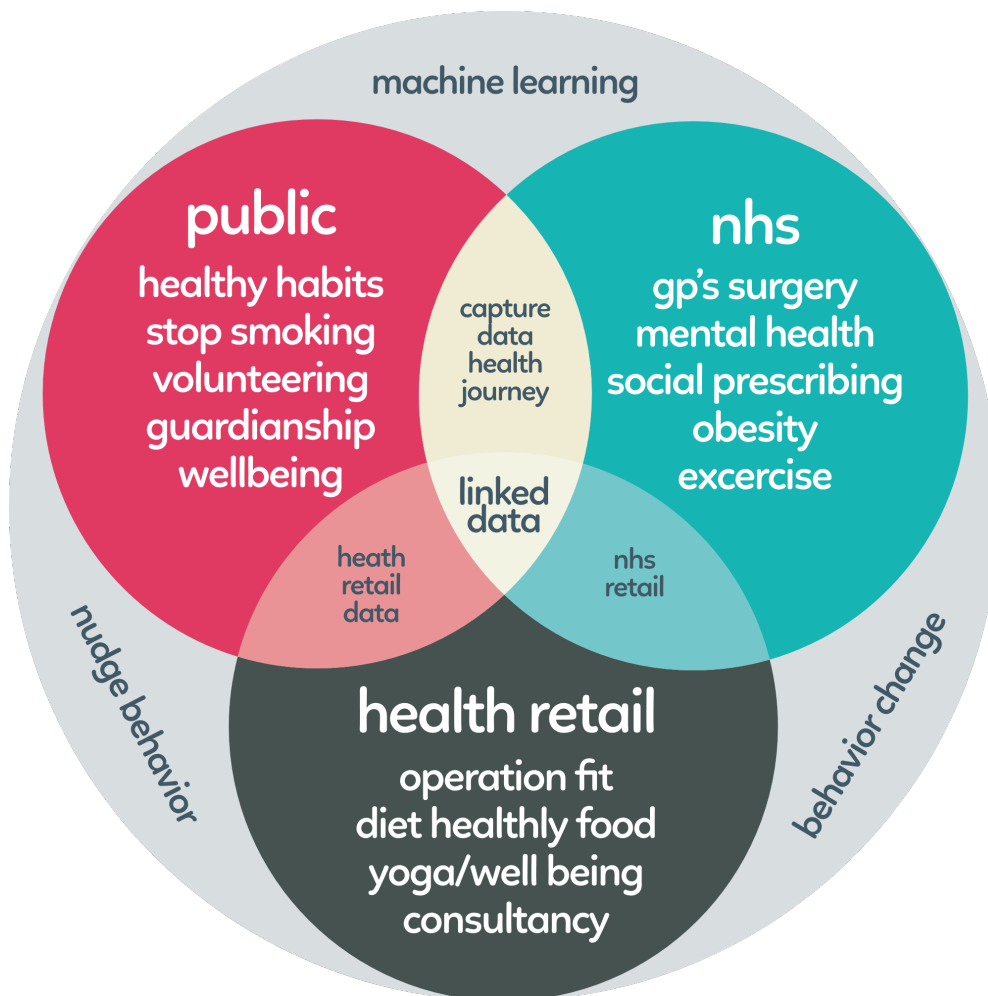 machine learning
public
healthy habits
stop smoking
volunteering
guardianship
wellbeing
nhs
gp’s surgery
mental health
social prescribing
obesity
excercise
capture
data
health
journey
linked
data
heath
retail
data
nhs
retail
nudge behavior
behavior change
health retail
operation fit
diet healthly food
yoga/well being
consultancy